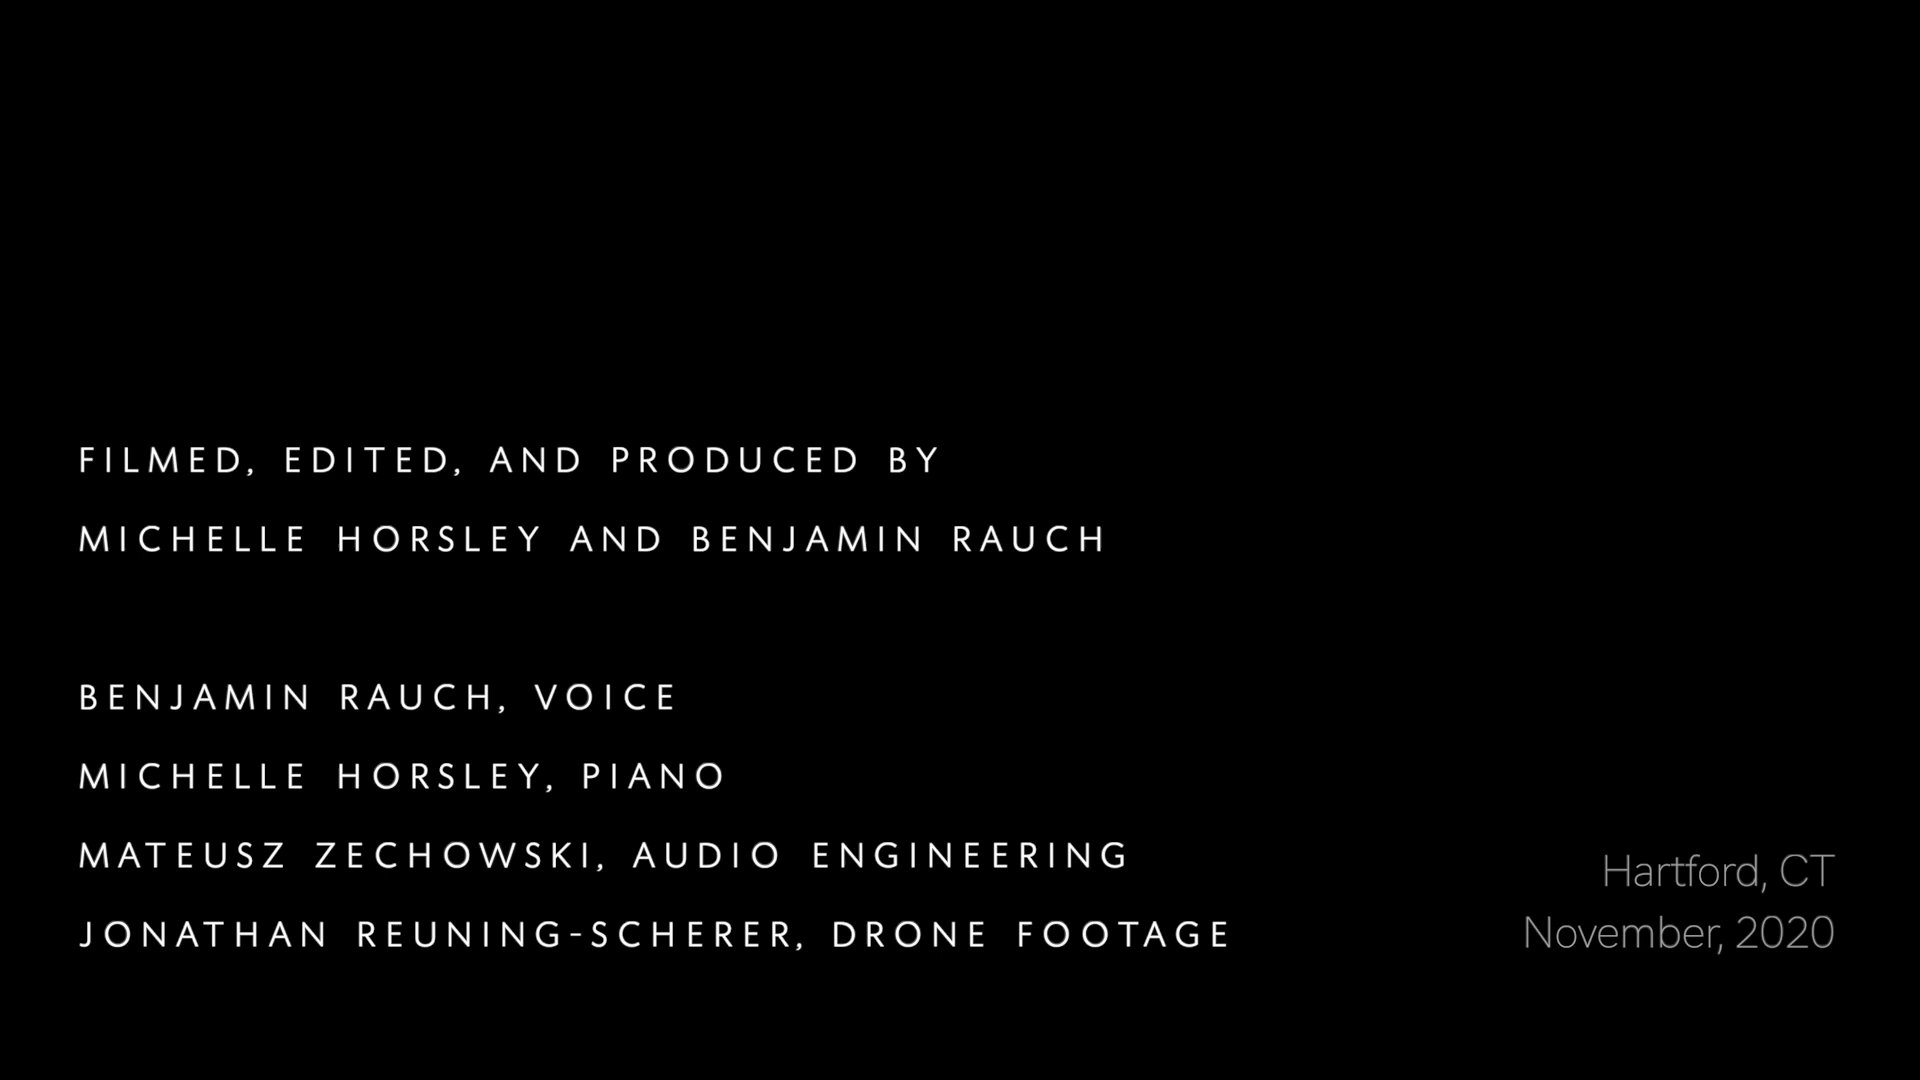 FILMED, EDITED, AND PRODUCED BY
MICHELLE HORSLEY AND BENJAMIN RAUCH
BENJAMIN RAUCH, VOICE
MICHELLE HORSLEY, PIANO
MATEUSZ ZECHOWSKI, AUDIO ENGINEERING
JONATHAN REUNING-SCHERER, DRONE FOOTAGE
Hartford, CT
November, 2020